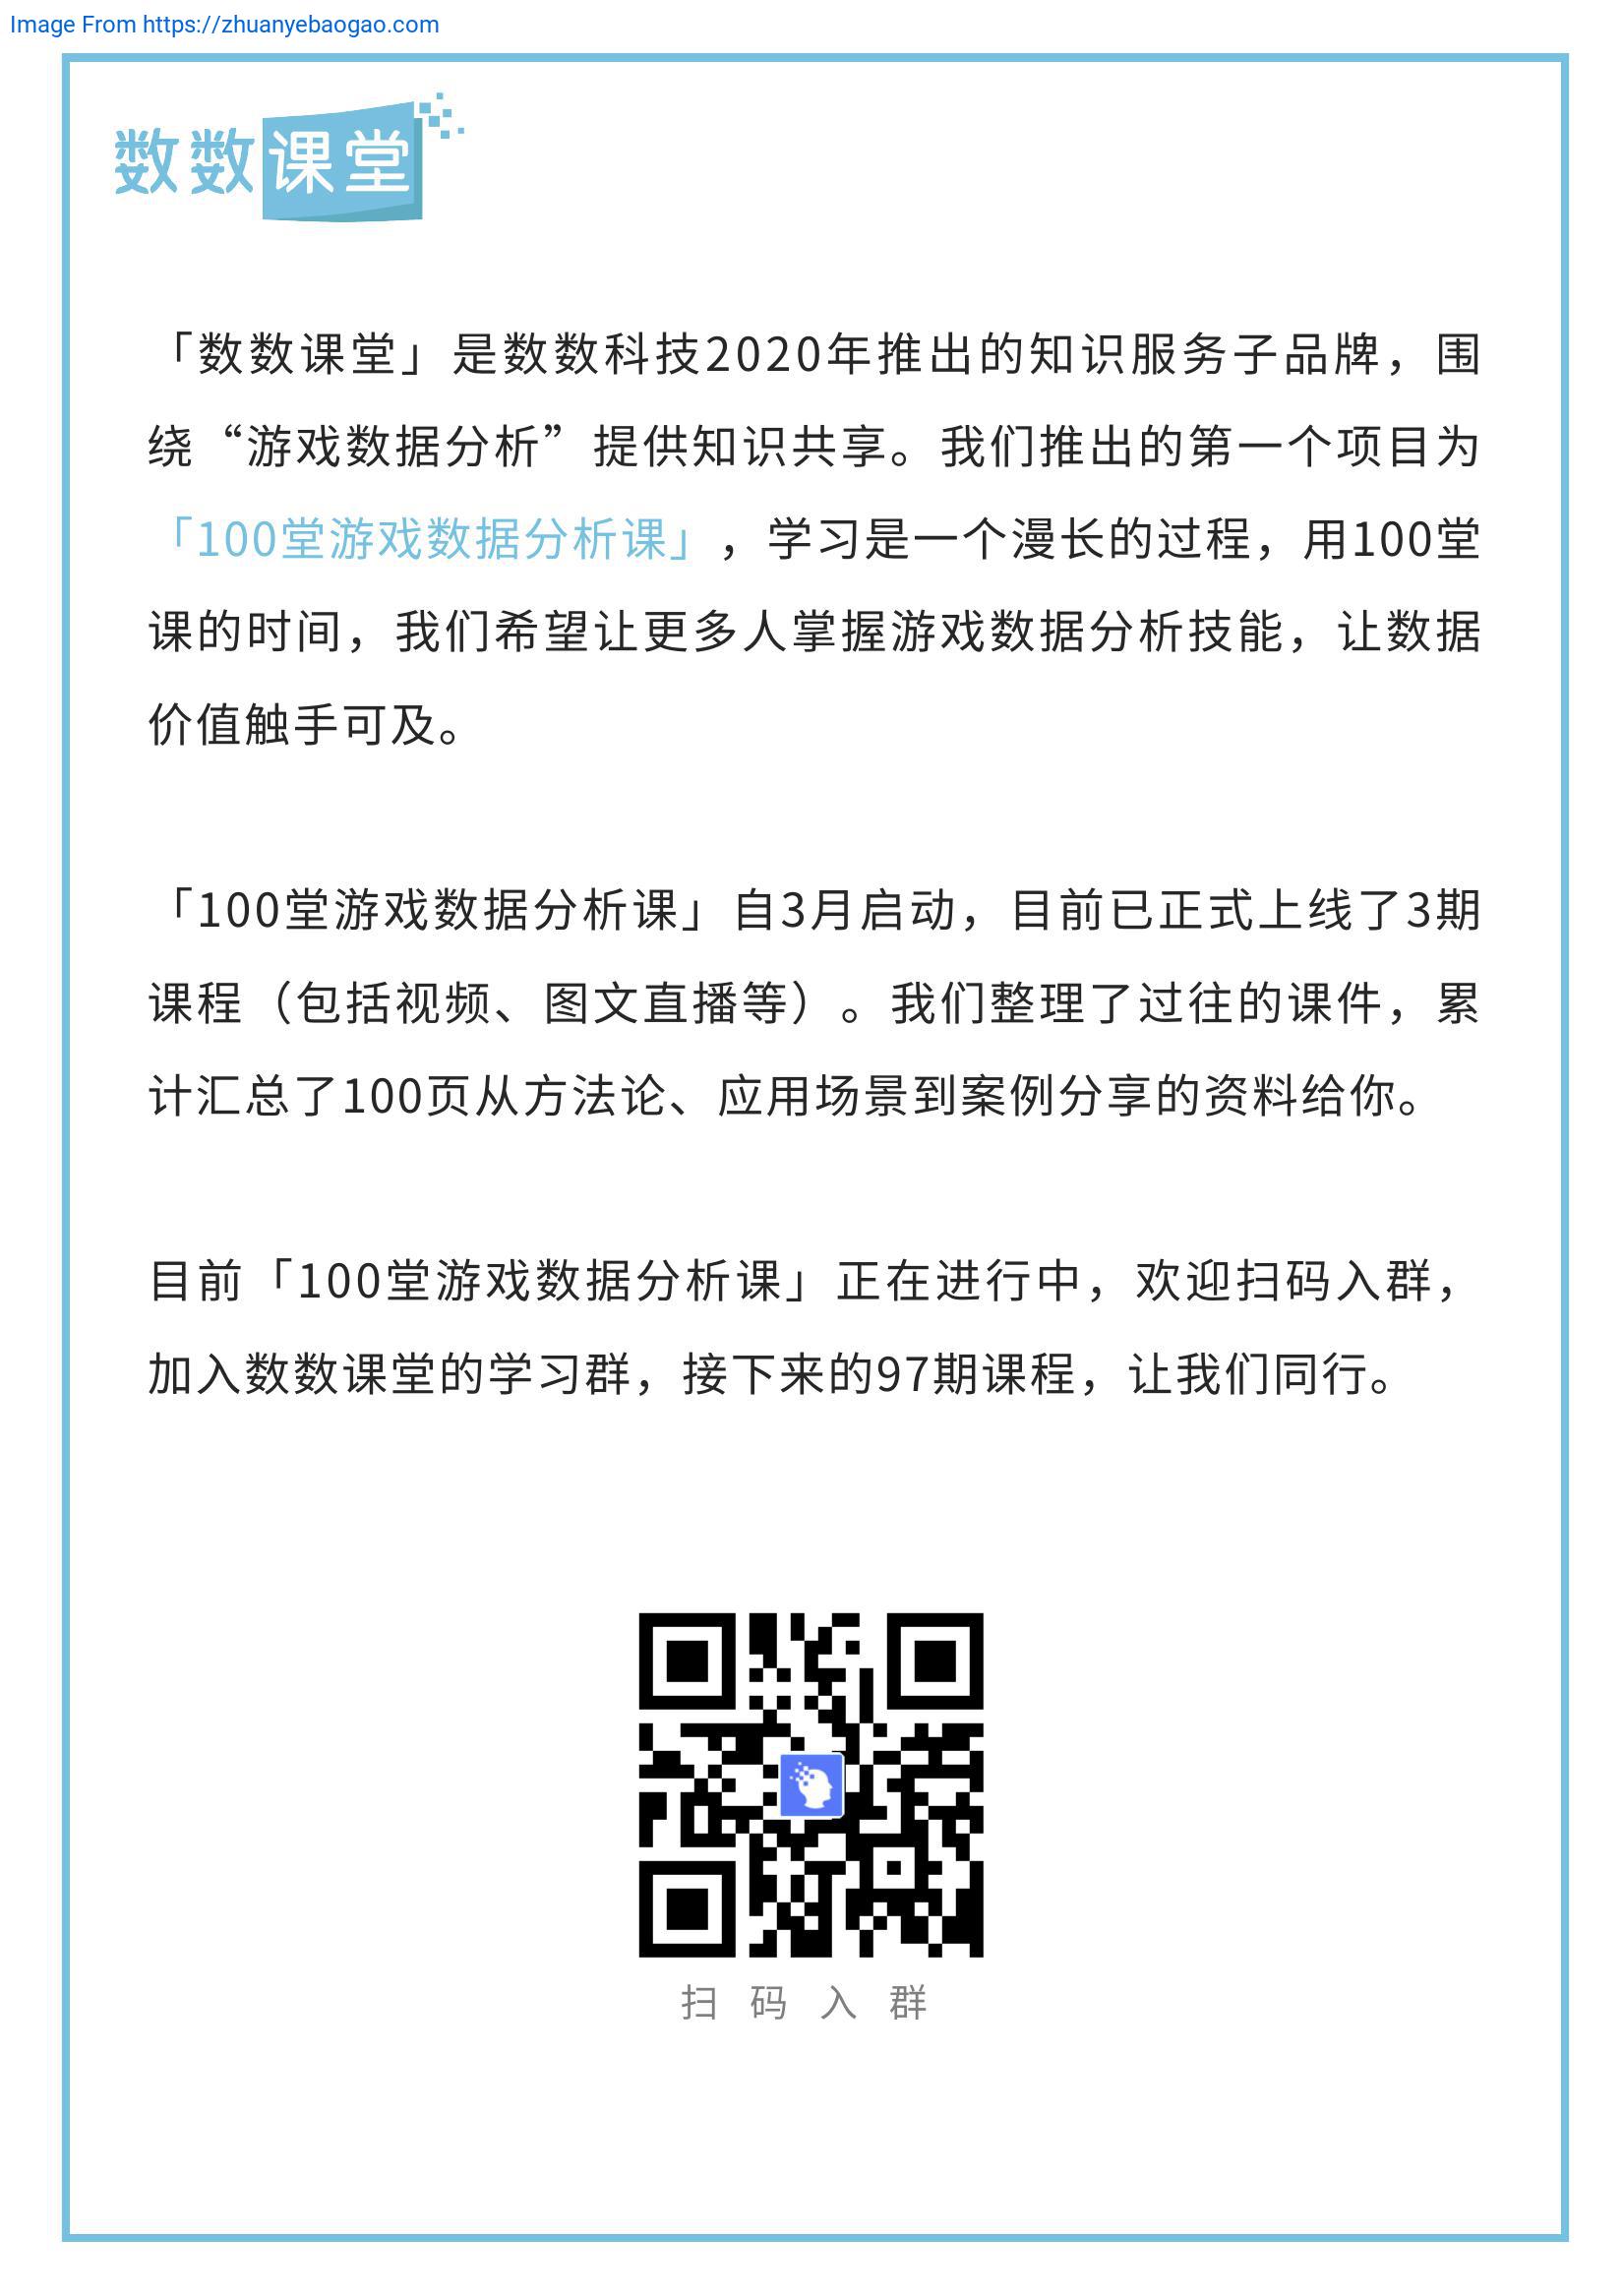 Image From https://zhuanyebaogao.com
数数课堂
「数数课堂」是数数科技2020年推出的知识服务子品牌，围
绕“游戏数据分析”提供知识共享。我们推出的第一个项目为
「100堂游戏数据分析课」，学习是一个漫长的过程，用100堂
课的时间，我们希望让更多人掌握游戏数据分析技能，让数据
价值触手可及。
「100堂游戏数据分析课」自3月启动，目前已正式上线了3期
课程（包括视频、图文直播等）。我们整理了过往的课件，累
计汇总了100页从方法论、应用场景到案例分享的资料给你。
目前「100堂游戏数据分析课」正在进行中，欢迎扫码入群，
加入数数课堂的学习群，接下来的97期课程，让我们同行。
扫码入群